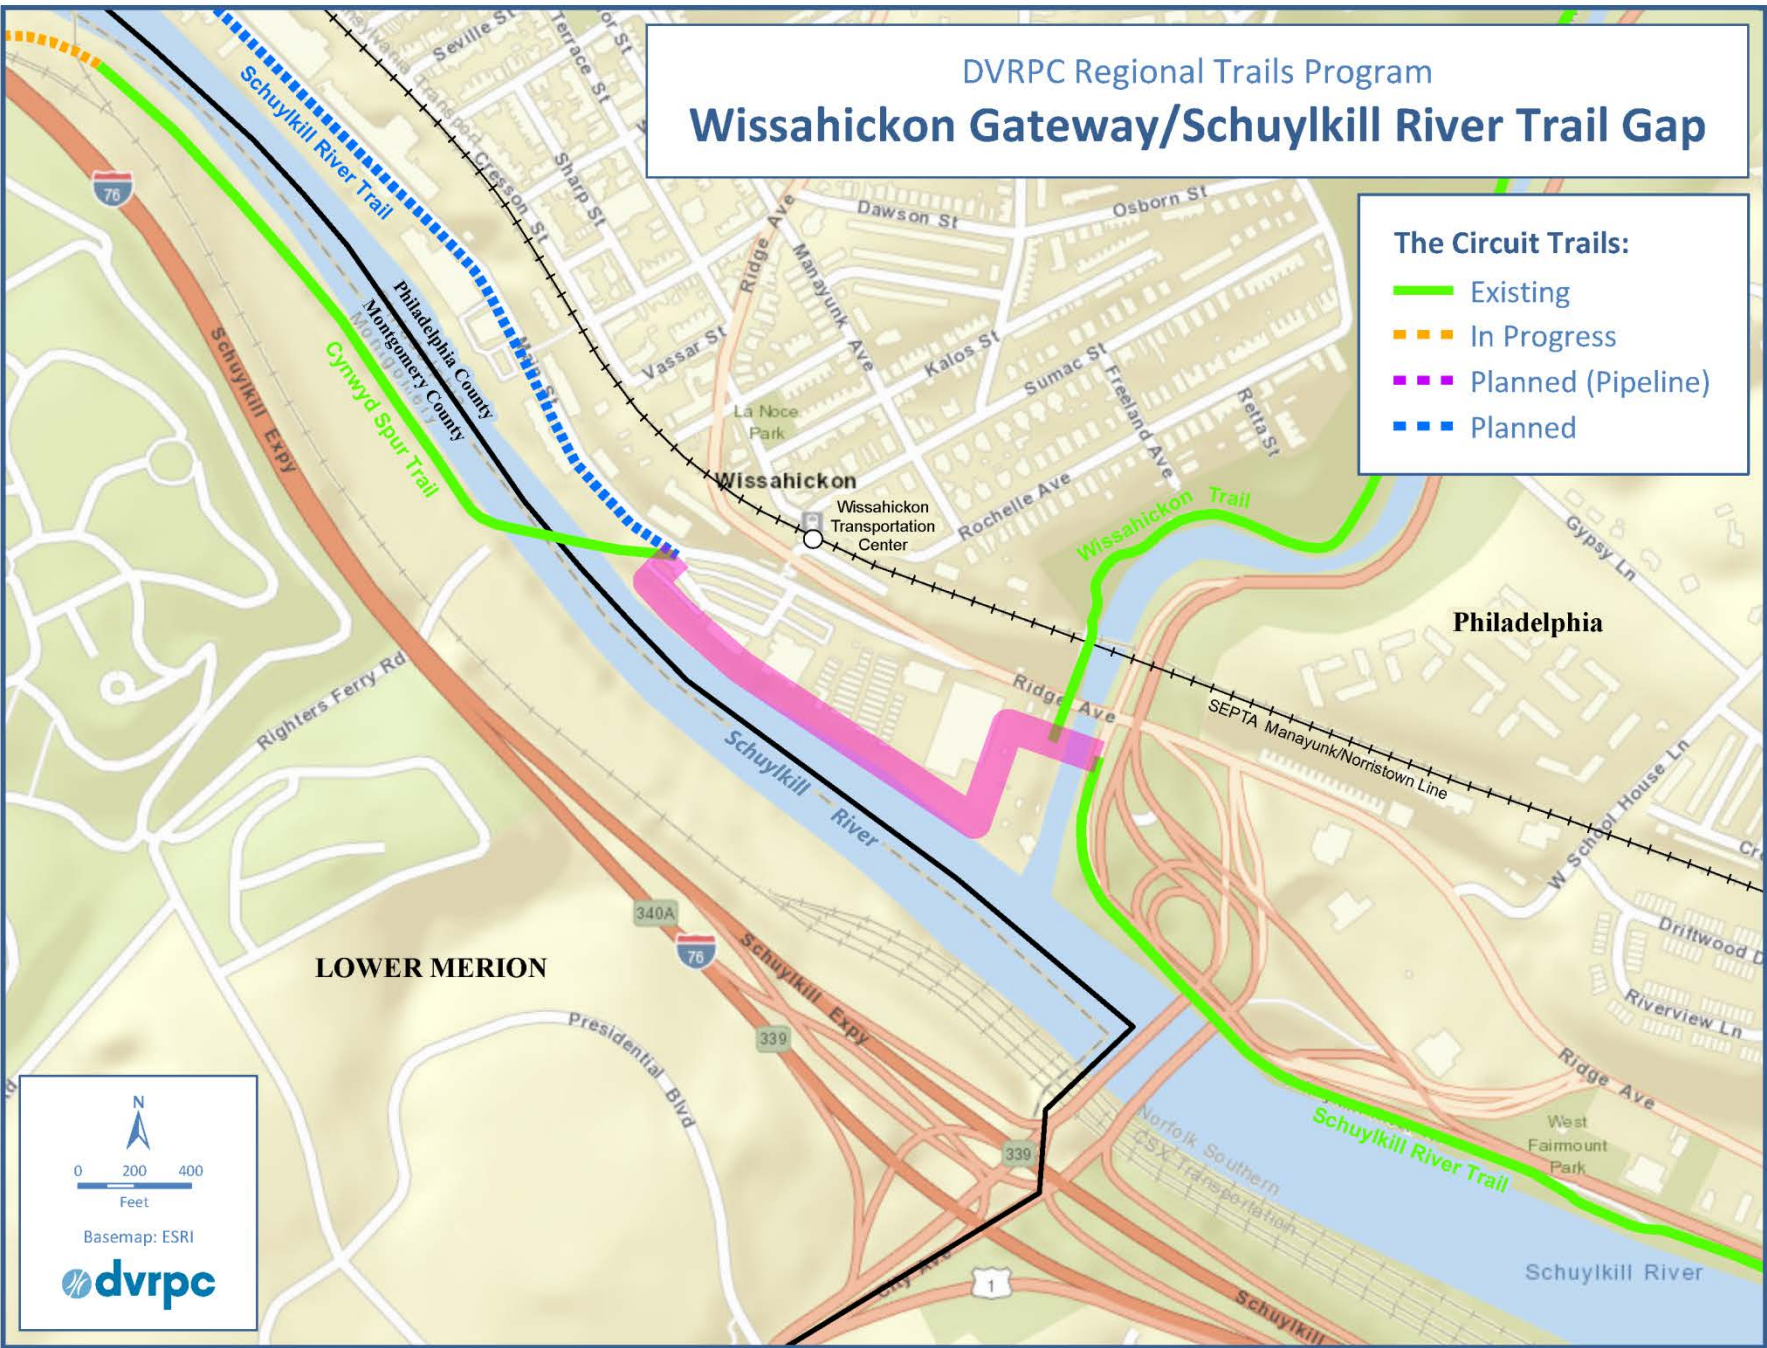 DVRPC Regional Trails Program
Wissahickon Gateway/Schuylkill River Trail Gap
The Circuit Trails:
Existing
In Progress
Planned (Pipeline)
Planned
Seville St
Terrace St
Cresson St
Sharp St
Dawson St
Osborn St
Ridge Ave
Manayunk Ave
Schuylkill River Trail
76
Philadelphia County
Montgomery County
Main St
Vassar St
Kalos St
Sumac St
Freeland Ave
Retta St
Schuylkill Expy
Cynwyd Spur Trail
La Noce
Park
Wissahickon
Wissahickon
Transportation
Center
Rochelle Ave
Wissahickon Trail
Gypsy Ln
Philadelphia
Righters Ferry Rd
Ridge Ave
SEPTA Manayunk/Norristown Line
W School House Ln
Schuylkill River
340A
76
LOWER MERION
Schuylkill Expy
Driftwood D
Riverview Ln
339
Presidential Blvd
Ridge Ave
Norfolk Southern
CSX Transportation
Schuylkill River Trail
West
Fairmount
Park
339
City Ave
1
Schuylkill
Schuylkill River
N
0 200 400
Feet
Basemap: ESRI
dvrpc